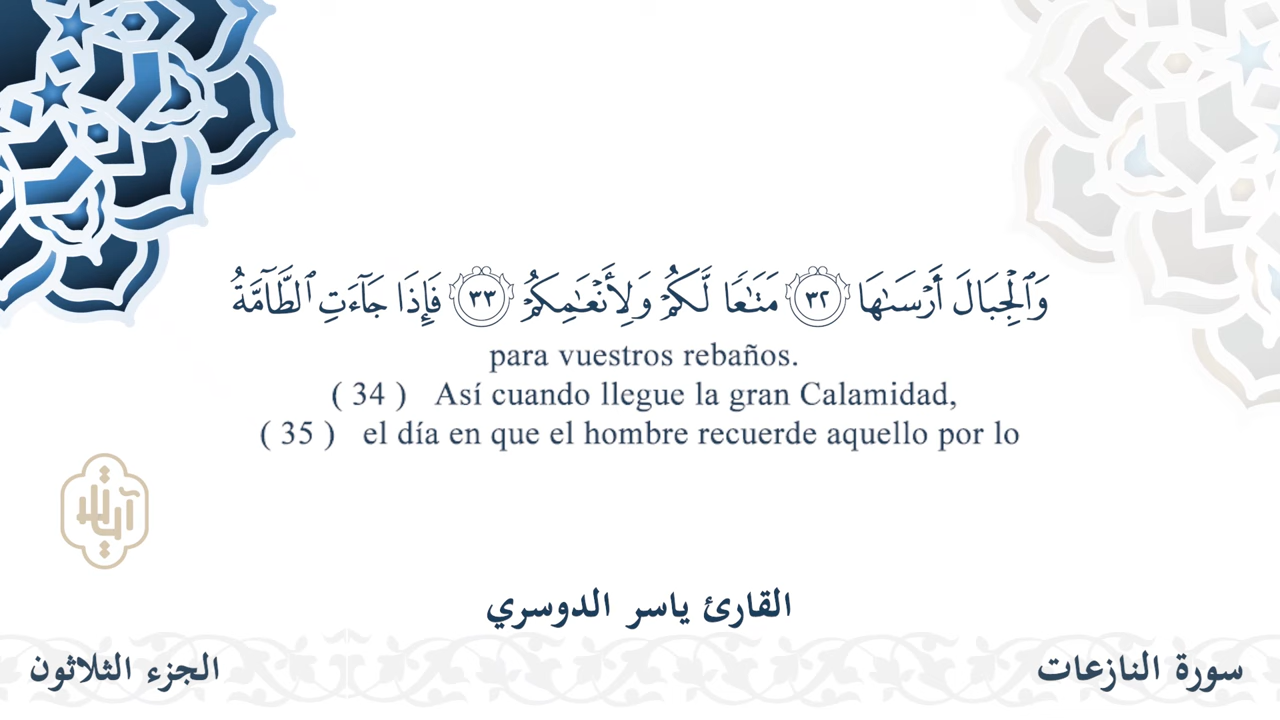 وَٱلْجِبَالَ أَرْسَىٰهَا ٣٢ مَتَـٰعًا لَّكُمْ وَلِأَنْعَـٰمِكُمْ ٣٣ فَإِذَا جَآءَتِ ٱلطَّآمَّةُ
para vuestros rebaños.
( 34 ) Así cuando llegue la gran Calamidad,
( 35 ) el día en que el hombre recuerde aquello por lo
القارئ ياسر الدوسري
سورة النازعات
الجزء الثلاثون